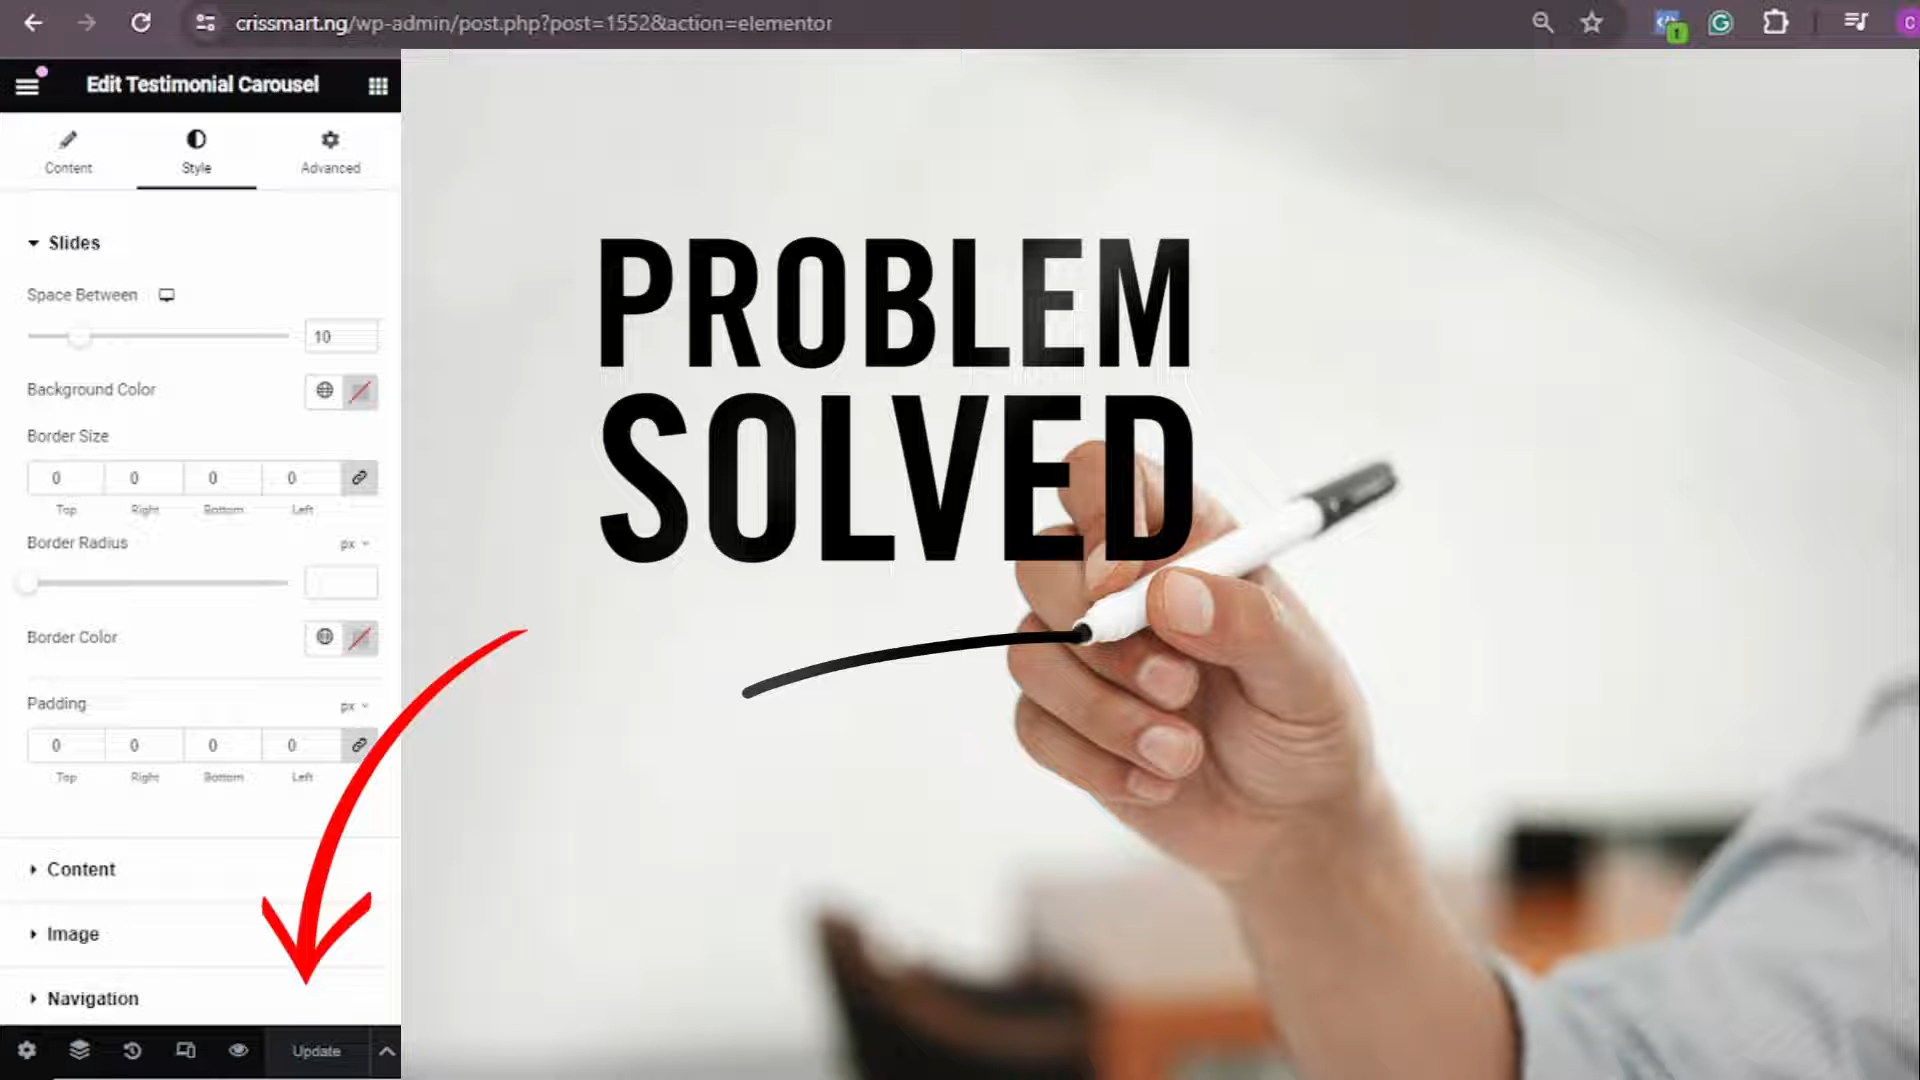 crissmart.ng/wp-admin/post.php?post=1552&action=elementor
1
C
Edit Testimonial Carousel
Content
Style
Advanced
Slides
Space Between
10
Background Color
Border Size
0
0
0
0
Top
Right
Bottom
Left
Border Radius
px
Border Color
Padding
px
0
0
0
0
Top
Right
Bottom
Left
Content
Image
Navigation
Update
PROBLEM
SOLVED